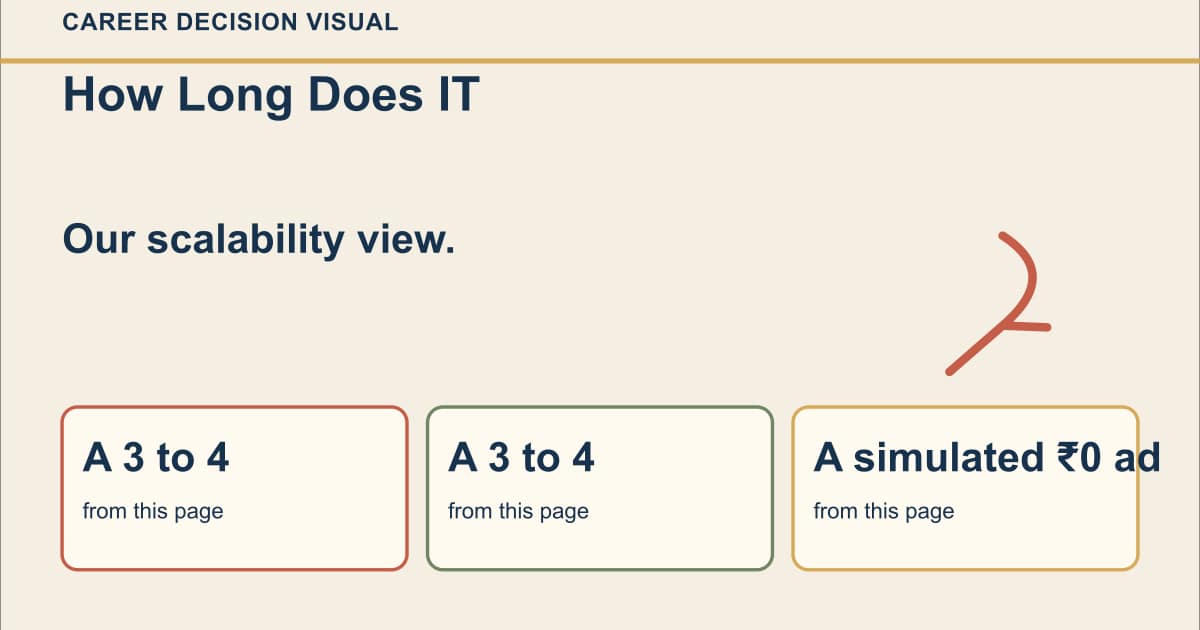 CAREER DECISION VISUAL
How Long Does IT
Our scalability view.
A 3 to 4
from this page
A 3 to 4
from this page
A simulated ₹0 ad
from this page